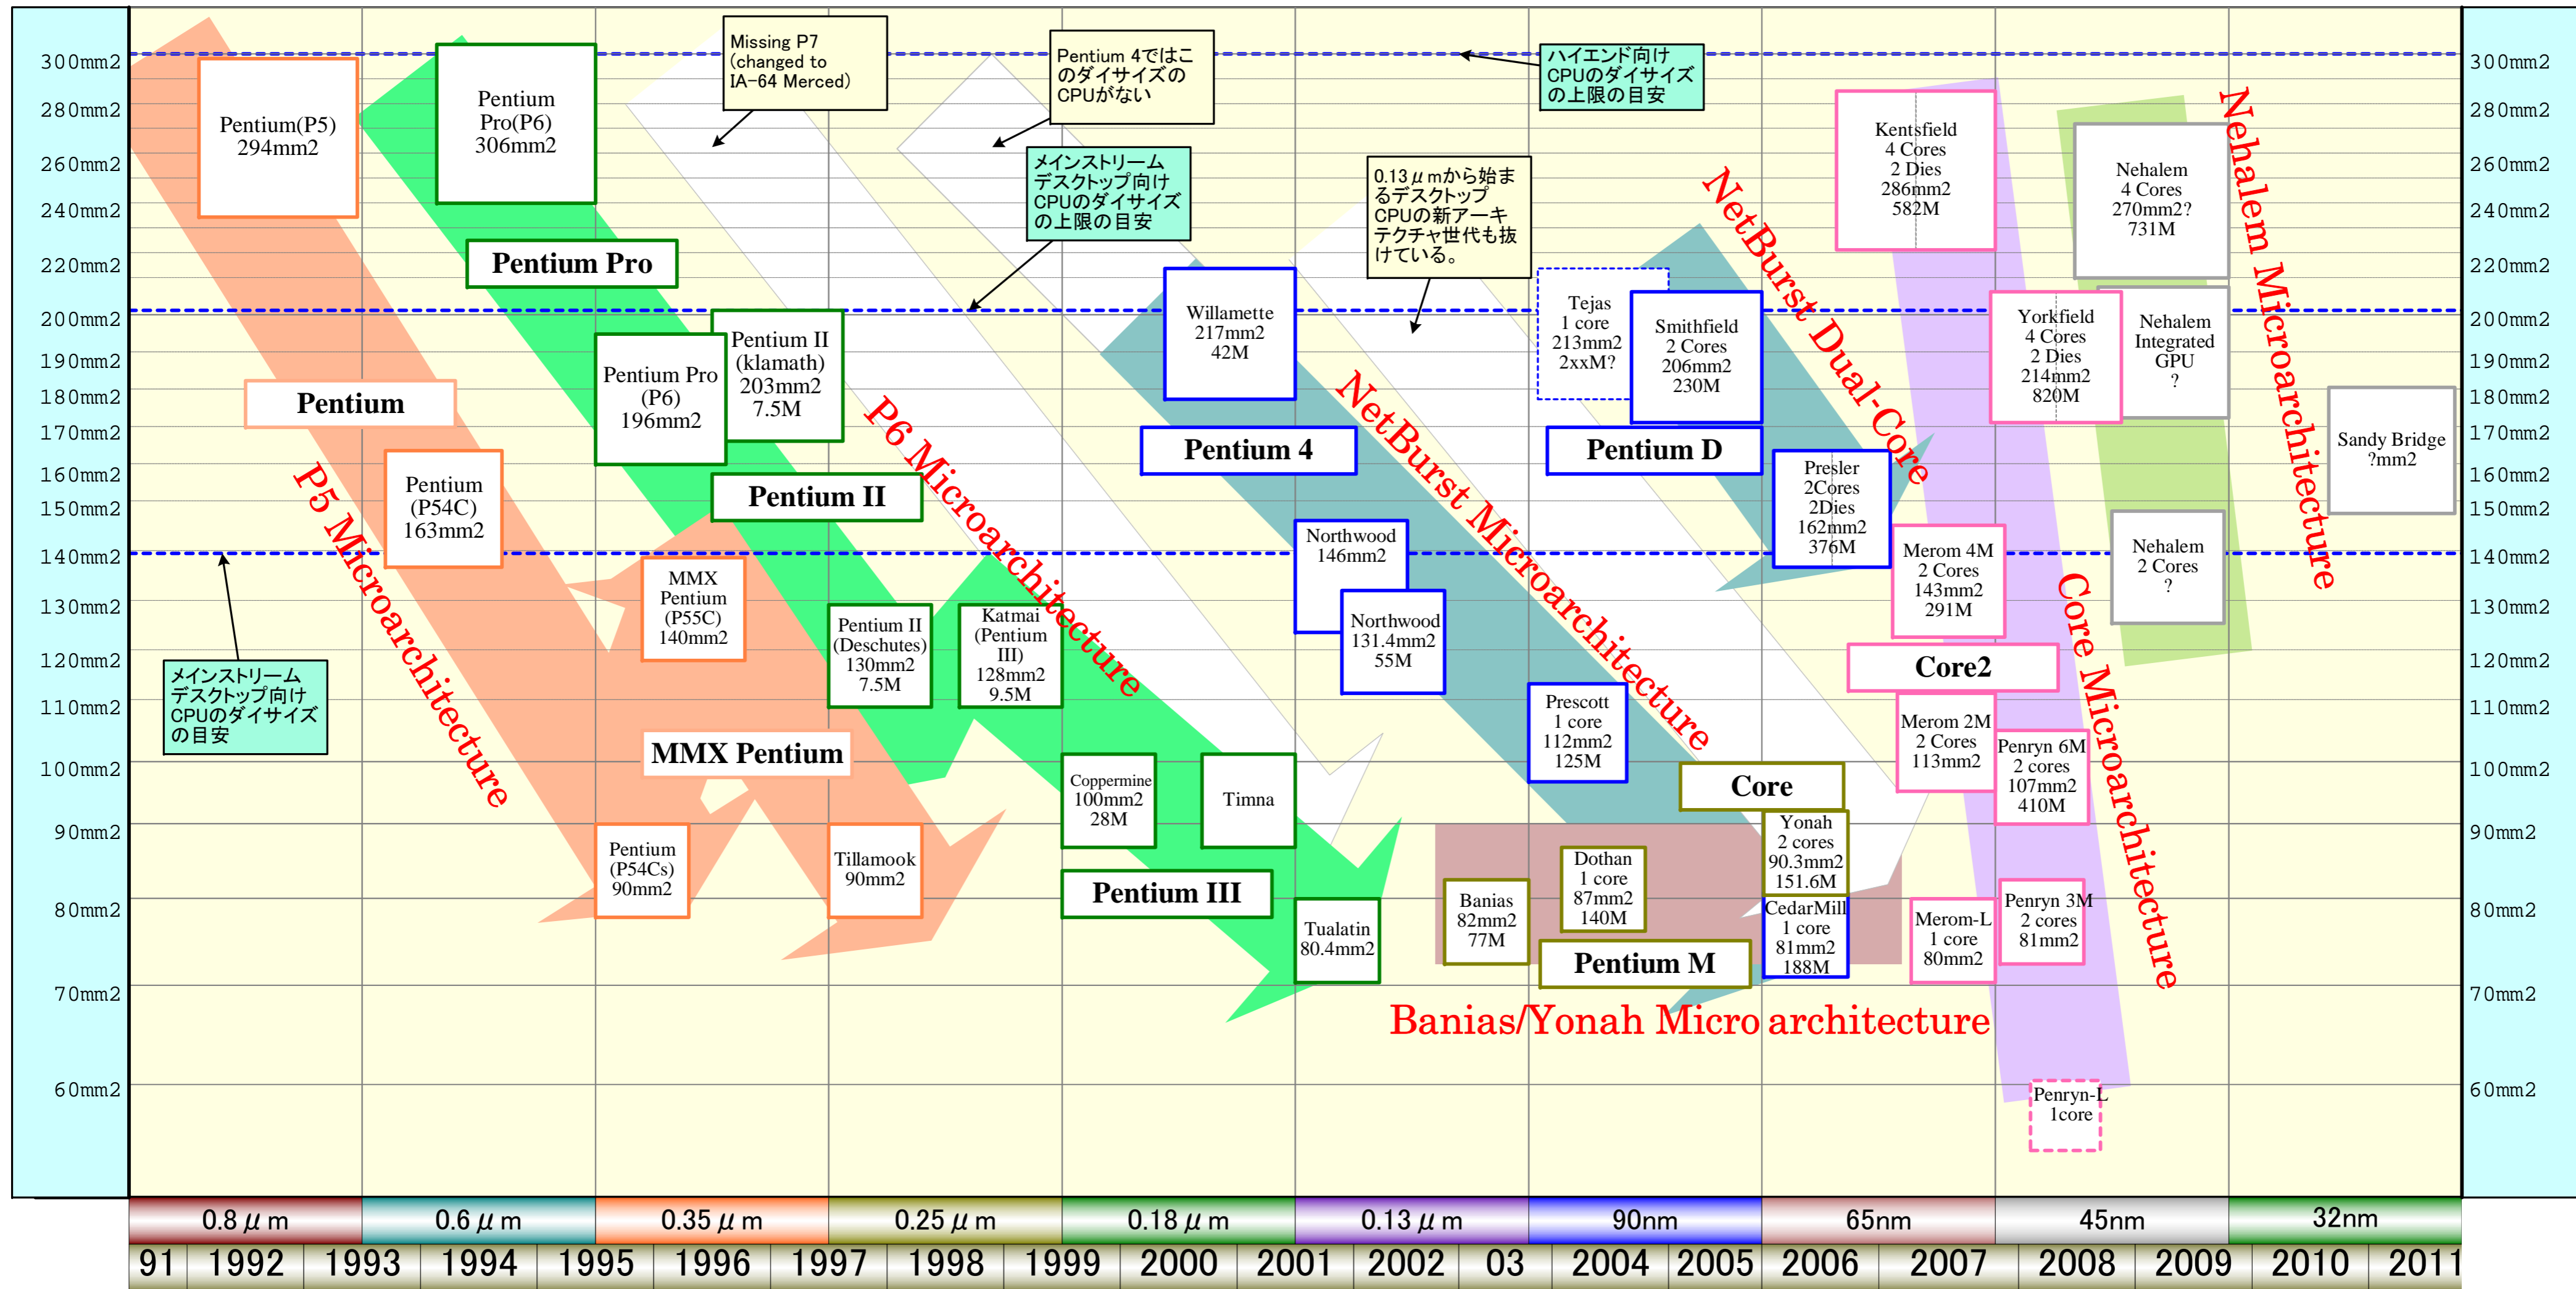 300mm2
280mm2
260mm2
240mm2
220mm2
200mm2
190mm2
180mm2
170mm2
160mm2
150mm2
140mm2
130mm2
120mm2
110mm2
100mm2
90mm2
80mm2
70mm2
60mm2
Pentium(P5)
294mm2
Pentium
Pro(P6)
306mm2
Missing P7
(changed to
IA-64 Merced)
Pentium 4ではこ
のダイサイズの
CPUがない
ハイエンド向け
CPUのダイサイズ
の上限の目安
メインストリーム
デスクトップ向け
CPUのダイサイズ
の上限の目安
0.13μmから始ま
るデスクトップ
CPUの新アーキ
テクチャ世代も抜
けている。
Kentsfield
4 Cores
2 Dies
286mm2
582M
Nehalem
4 Cores
270mm2?
731M
Nehalem Microarchitecture
Pentium Pro
Pentium
Pentium Pro
(P6)
196mm2
Pentium II
(klamath)
203mm2
7.5M
Willamette
217mm2
42M
Tejas
1 core
213mm2
2xxM?
Smithfield
2 Cores
206mm2
230M
NetBurst Dual-Core
Yorkfield
4 Cores
2 Dies
214mm2
820M
Nehalem
Integrated
GPU
?
Sandy Bridge
?mm2
Pentium
(P54C)
163mm2
P5 Microarchitecture
Pentium II
P6 Microarchitecture
Pentium 4
NetBurst Microarchitecture
Pentium D
Presler
2Cores
2Dies
162mm2
376M
Northwood
146mm2
Northwood
131.4mm2
55M
Merom 4M
2 Cores
143mm2
291M
Nehalem
2 Cores
?
Core Microarchitecture
MMX
Pentium
(P55C)
140mm2
Pentium II
(Deschutes)
130mm2
7.5M
Katmai
(Pentium
III)
128mm2
9.5M
メインストリーム
デスクトップ向け
CPUのダイサイズ
の目安
MMX Pentium
Prescott
1 core
112mm2
125M
Core2
Merom 2M
2 Cores
113mm2
Penryn 6M
2 cores
107mm2
410M
Coppermine
100mm2
28M
Timna
Core
Pentium
(P54Cs)
90mm2
Tillamook
90mm2
Pentium III
Tualatin
80.4mm2
Banias
82mm2
77M
Dothan
1 core
87mm2
140M
Yonah
2 cores
90.3mm2
151.6M
CedarMill
1 core
81mm2
188M
Pentium M
Merom-L
1 core
80mm2
Penryn 3M
2 cores
81mm2
Banias/Yonah Micro architecture
Penryn-L
1core
300mm2
280mm2
260mm2
240mm2
220mm2
200mm2
190mm2
180mm2
170mm2
160mm2
150mm2
140mm2
130mm2
120mm2
110mm2
100mm2
90mm2
80mm2
70mm2
60mm2
0.8μm 0.6μm 0.35μm 0.25μm 0.18μm 0.13μm 90nm 65nm 45nm 32nm
91 1992 1993 1994 1995 1996 1997 1998 1999 2000 2001 2002 03 2004 2005 2006 2007 2008 2009 2010 2011